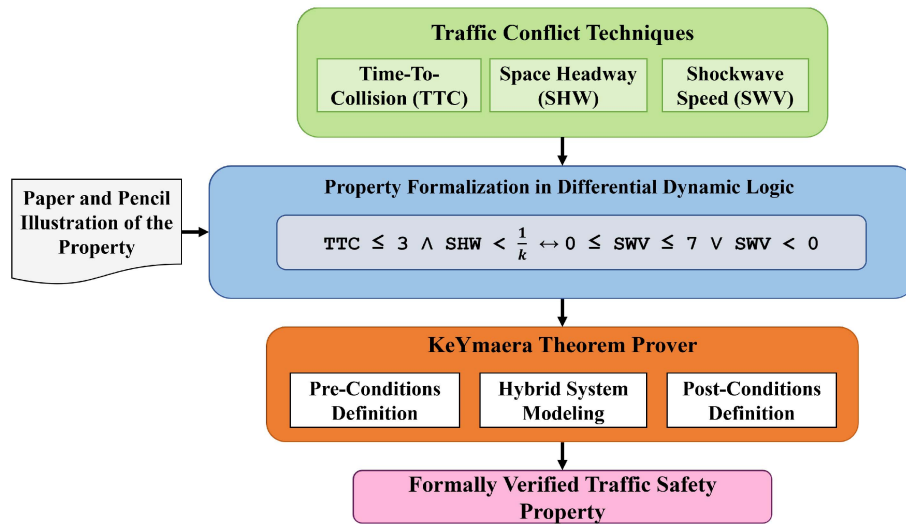 Traffic Conflict Techniques
Time-To-
Collision (TTC)
Space Headway
(SHW)
Shockwave
Speed (SWV)
Paper and Pencil
Illustration of the
Property
Property Formalization in Differential Dynamic Logic
TTC ≤ 3 ∧ SHW < 1/k ↔ 0 ≤ SWV ≤ 7 ∨ SWV < 0
KeYmaera Theorem Prover
Pre-Conditions
Definition
Hybrid System
Modeling
Post-Conditions
Definition
Formally Verified Traffic Safety
Property